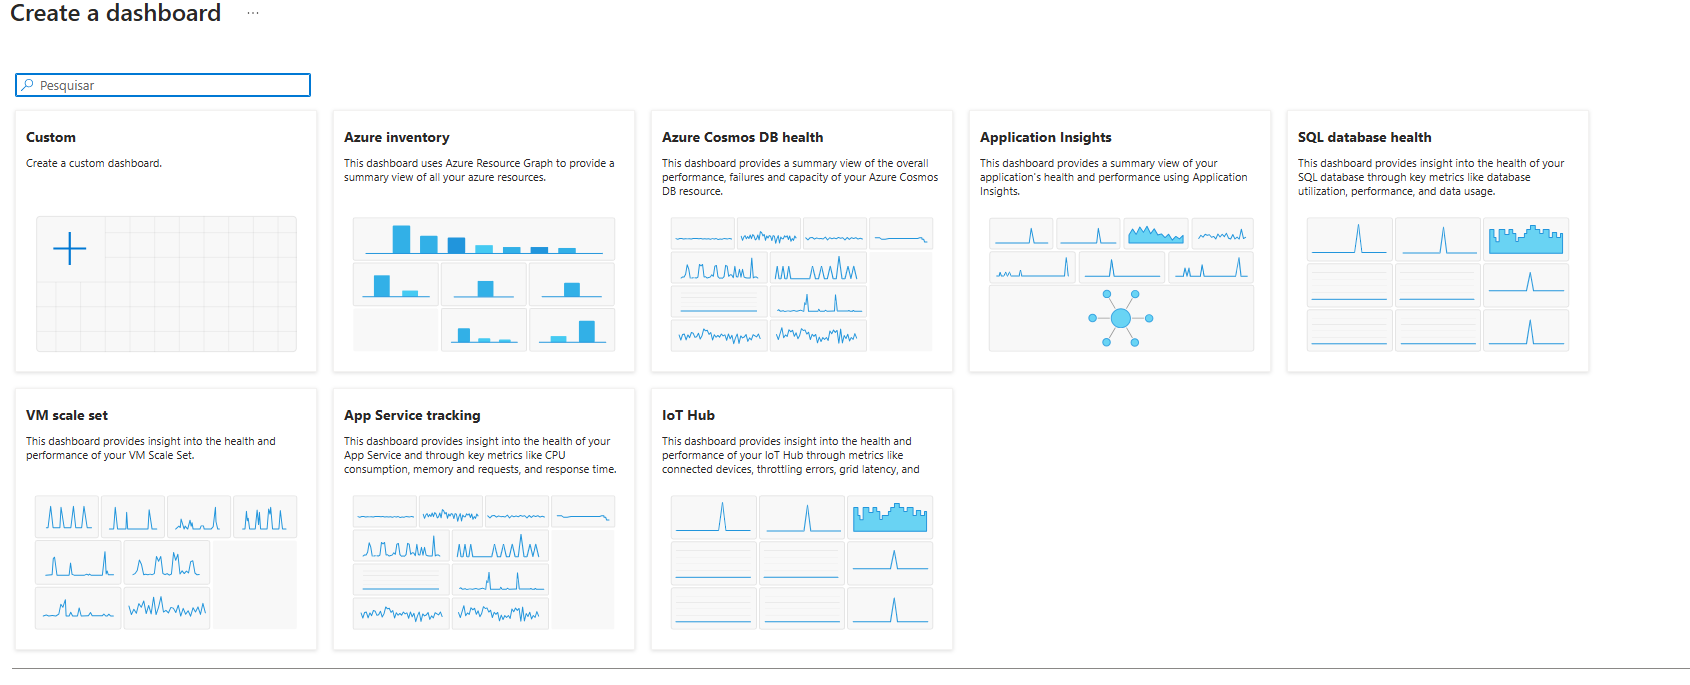 Create a dashboard ...
Pesquisar
Custom
Create a custom dashboard.
Azure inventory
This dashboard uses Azure Resource Graph to provide a
summary view of all your azure resources.
Azure Cosmos DB health
This dashboard provides a summary view of the overall
performance, failures and capacity of your Azure Cosmos
DB resource.
Application Insights
This dashboard provides a summary view of your
application's health and performance using Application
Insights.
SQL database health
This dashboard provides insight into the health of your
SQL database through key metrics like database
utilization, performance, and data usage.
VM scale set
This dashboard provides insight into the health and
performance of your VM Scale Set.
App Service tracking
This dashboard provides insight into the health of your
App Service and through key metrics like CPU
consumption, memory and requests, and response time.
IoT Hub
This dashboard provides insight into the health and
performance of your IoT Hub through metrics like
connected devices, throttling errors, grid latency, and